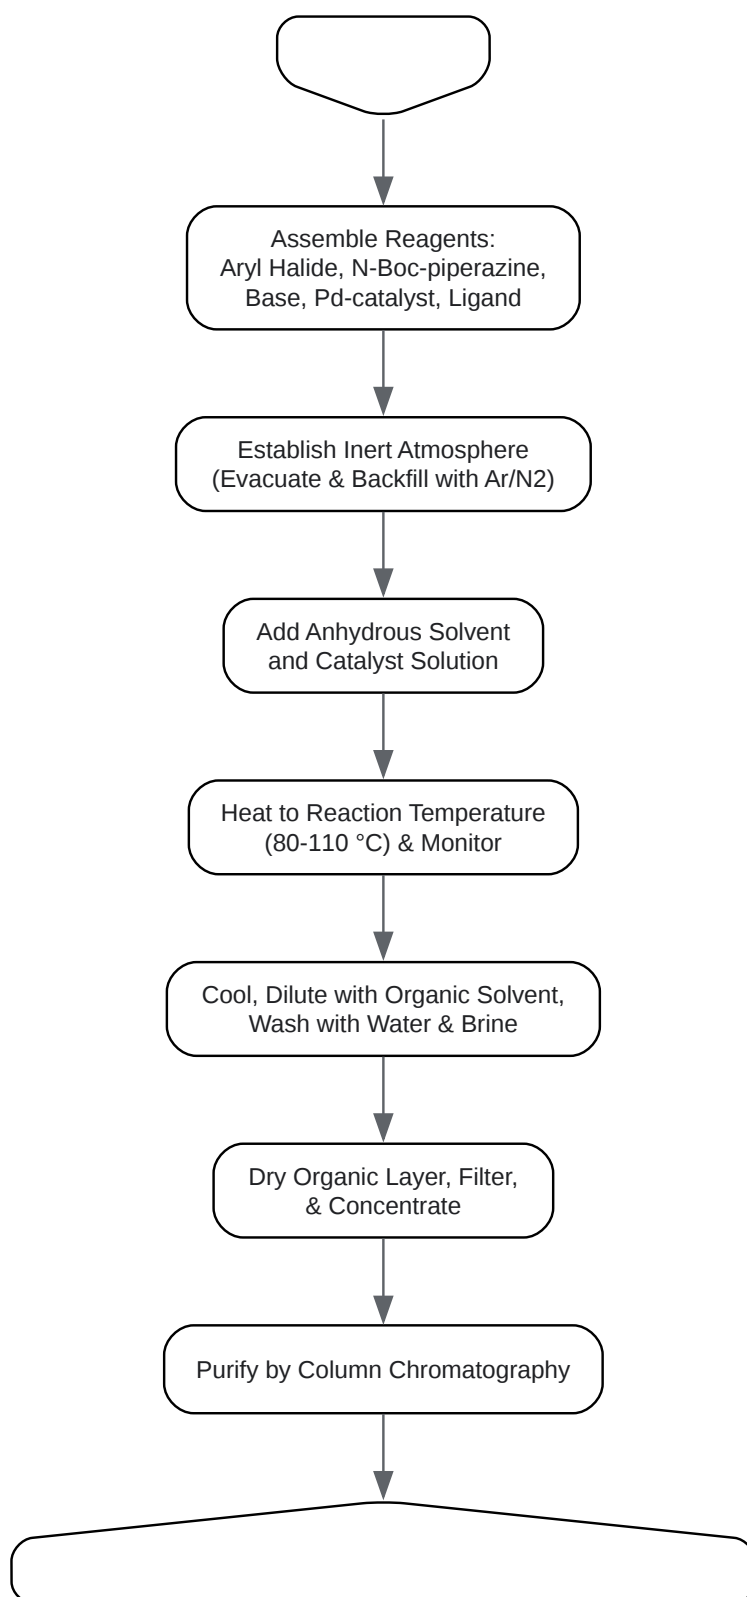 Assemble Reagents:
Aryl Halide, N-Boc-piperazine,
Base, Pd-catalyst, Ligand
Establish Inert Atmosphere
(Evacuate & Backfill with Ar/N2)
Add Anhydrous Solvent
and Catalyst Solution
Heat to Reaction Temperature
(80-110 °C) & Monitor
Cool, Dilute with Organic Solvent,
Wash with Water & Brine
Dry Organic Layer, Filter,
& Concentrate
Purify by Column Chromatography